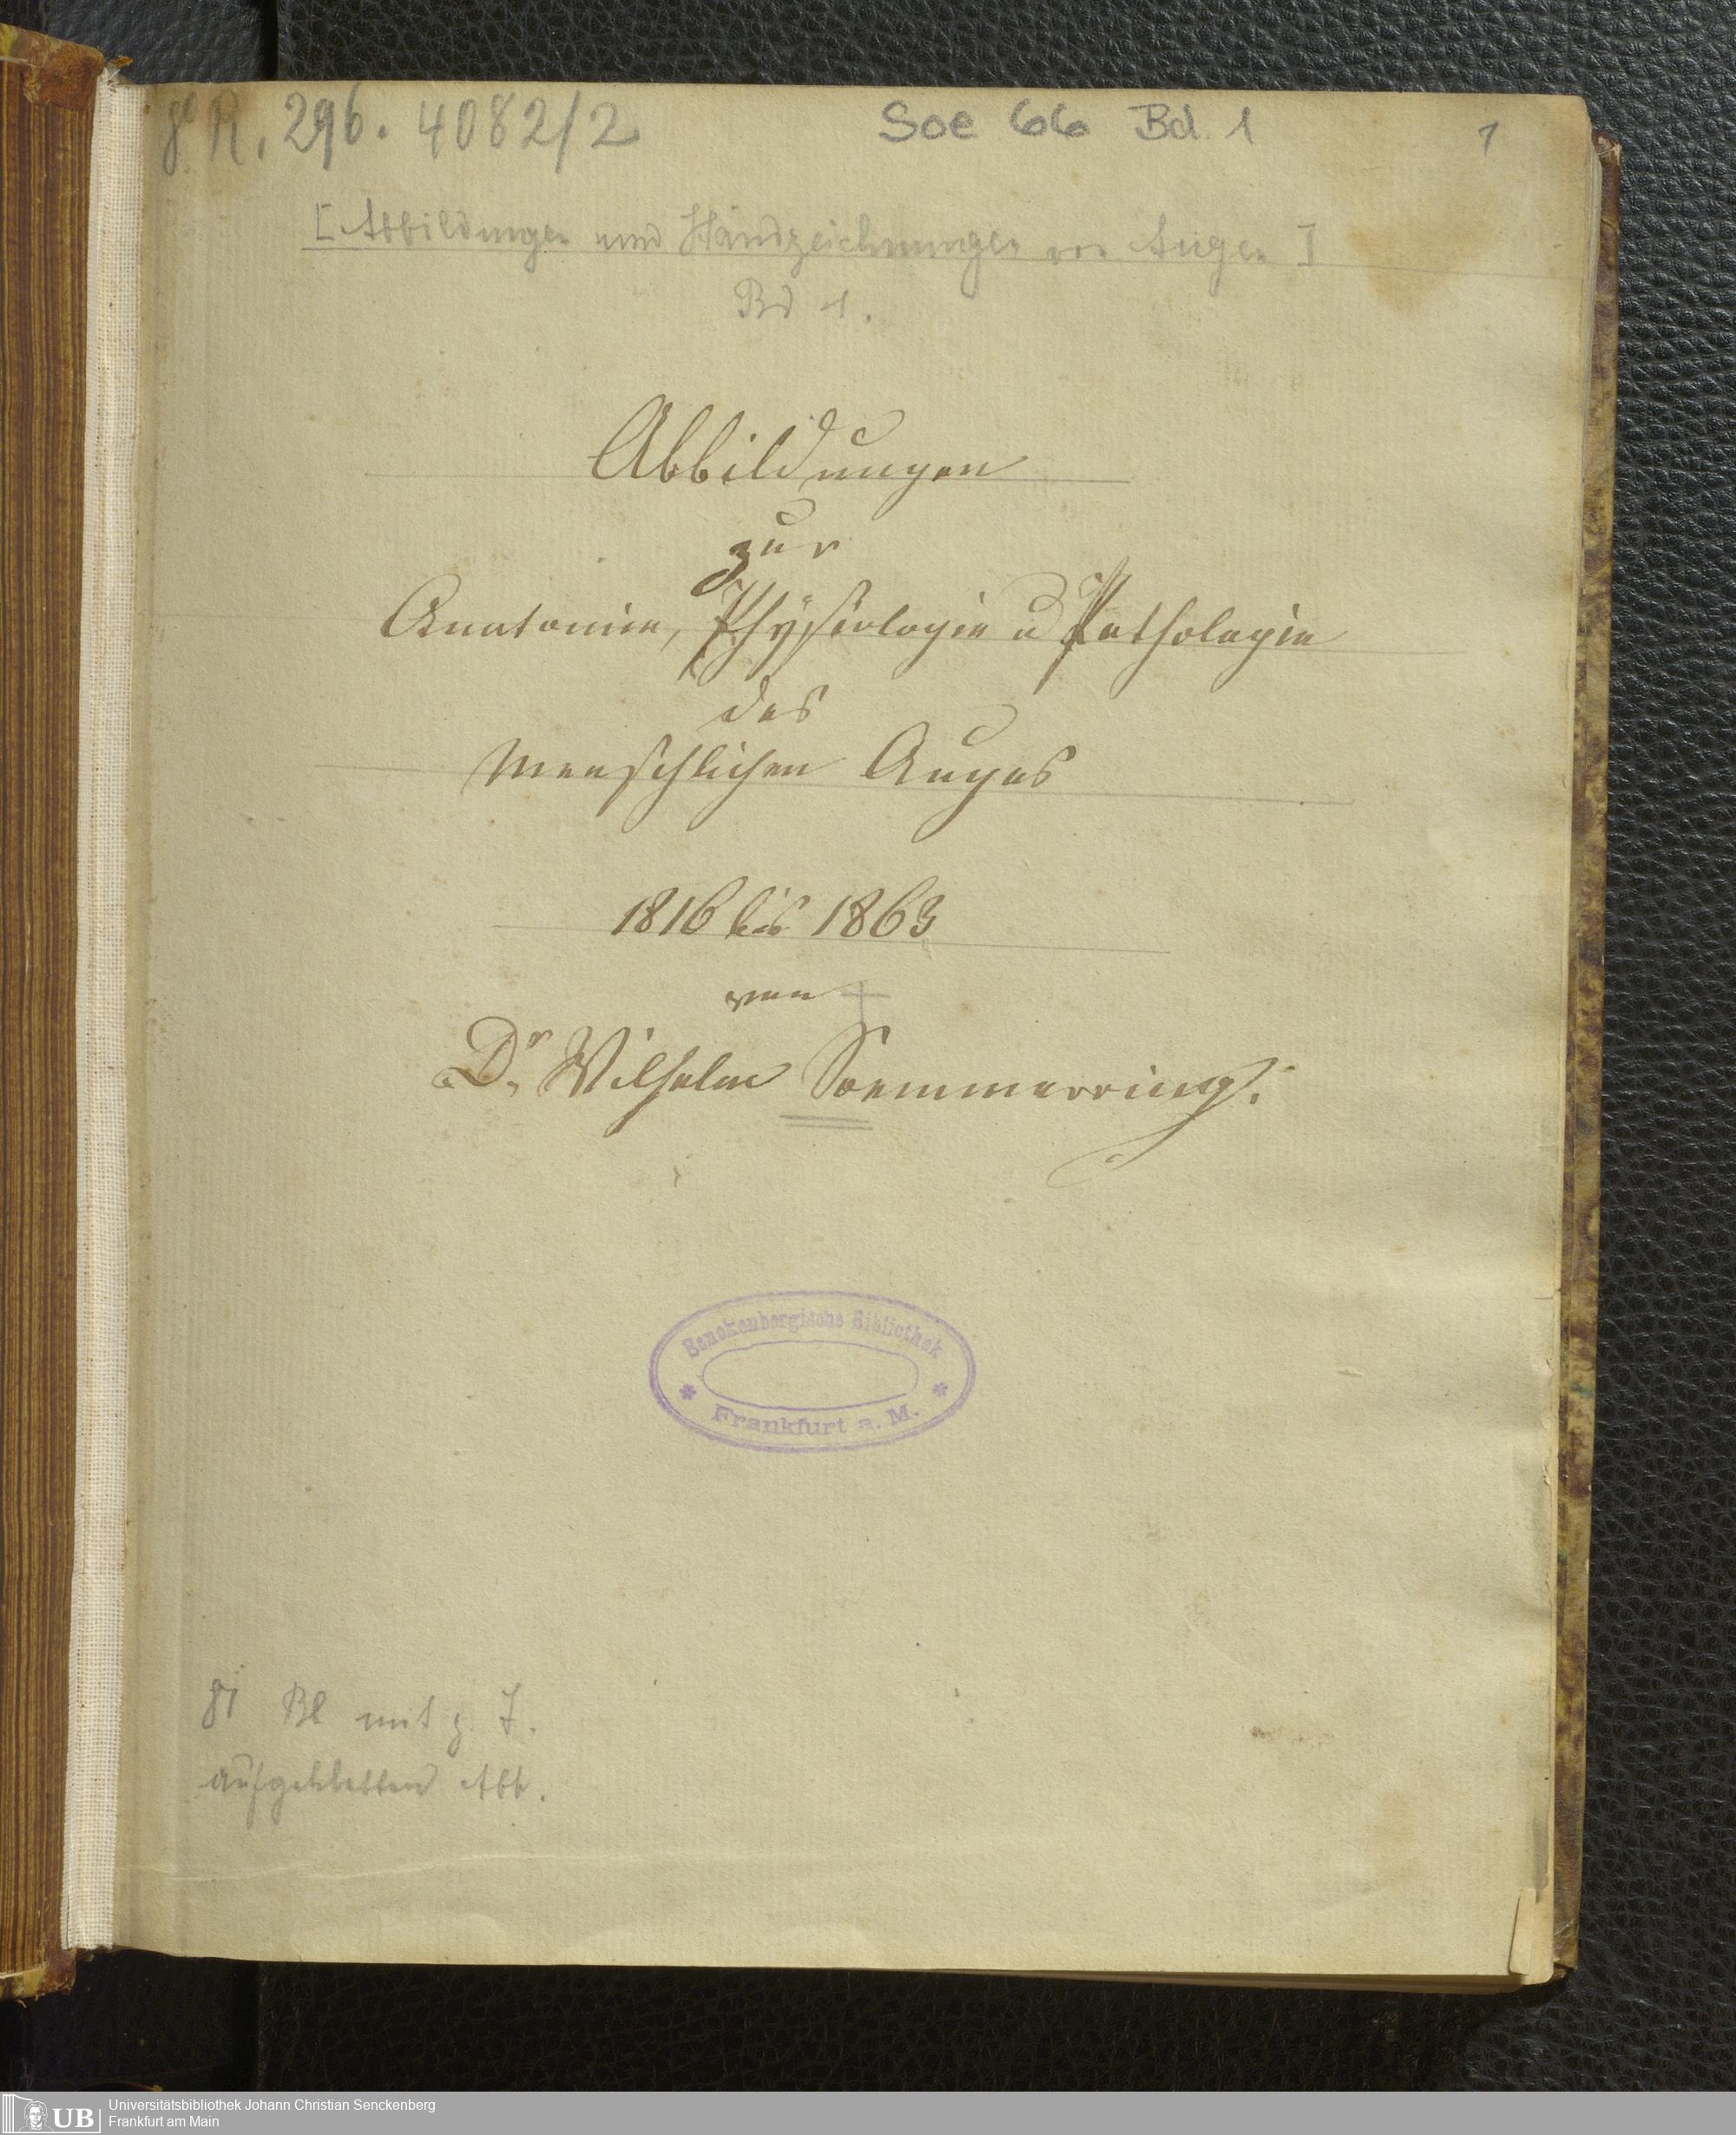 R. 296. 4082/2
Soe 66 Bd. 1
1
[Abbildungen und Handzeichnungen von Augen]
Bd 1.
Abbildungen
zur
Anatomie, Physiologie u Pathologie
des
Menschlichen Auges
1816 bis 1863
von
Dr Wilhelm Soemmerring.
Senckenbergische Bibliothek
Frankfurt a. M.
81 Bl mit z. T.
aufgeklebten Abb.
UB
Universitätsbibliothek Johann Christian Senckenberg
Frankfurt am Main